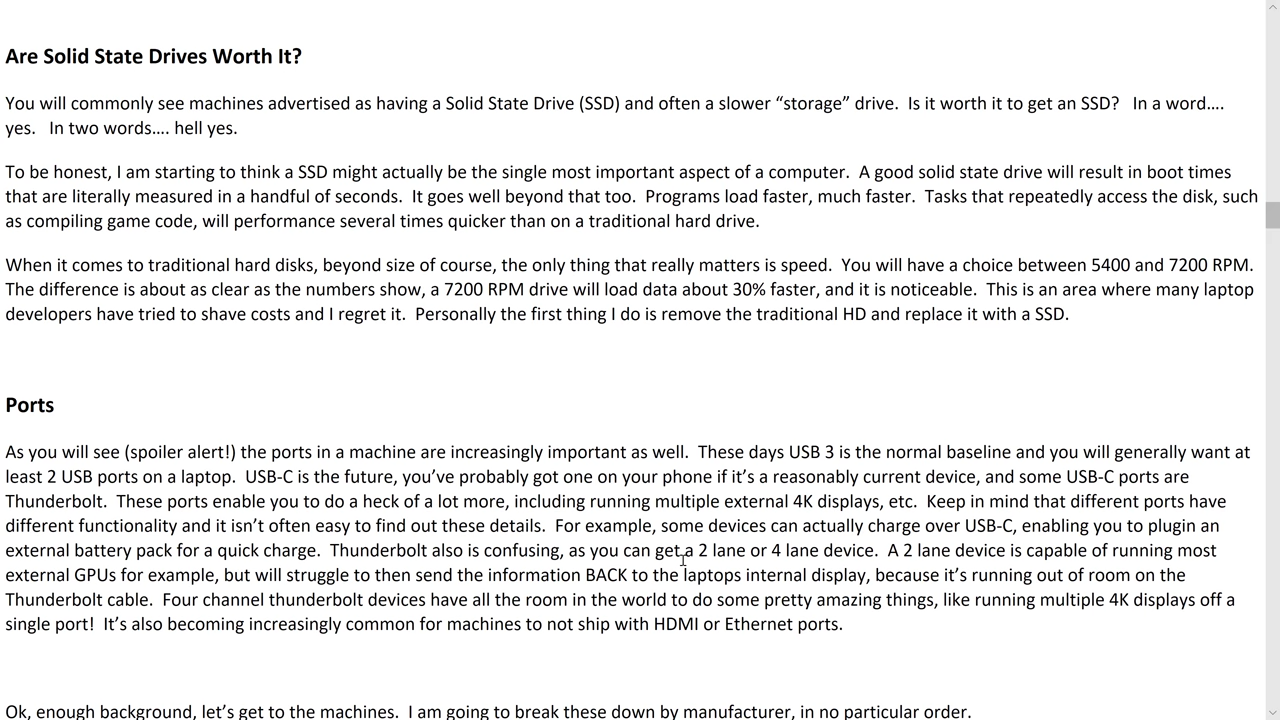 Are Solid State Drives Worth It?
You will commonly see machines advertised as having a Solid State Drive (SSD) and often a slower “storage” drive.  Is it worth it to get an SSD?   In a word….
yes.   In two words…. hell yes.
To be honest, I am starting to think a SSD might actually be the single most important aspect of a computer.  A good solid state drive will result in boot times
that are literally measured in a handful of seconds.  It goes well beyond that too.  Programs load faster, much faster.  Tasks that repeatedly access the disk, such
as compiling game code, will performance several times quicker than on a traditional hard drive.
When it comes to traditional hard disks, beyond size of course, the only thing that really matters is speed.  You will have a choice between 5400 and 7200 RPM.
The difference is about as clear as the numbers show, a 7200 RPM drive will load data about 30% faster, and it is noticeable.  This is an area where many laptop
developers have tried to shave costs and I regret it.  Personally the first thing I do is remove the traditional HD and replace it with a SSD.
Ports
As you will see (spoiler alert!) the ports in a machine are increasingly important as well.  These days USB 3 is the normal baseline and you will generally want at
least 2 USB ports on a laptop.  USB-C is the future, you’ve probably got one on your phone if it’s a reasonably current device, and some USB-C ports are
Thunderbolt.  These ports enable you to do a heck of a lot more, including running multiple external 4K displays, etc.  Keep in mind that different ports have
different functionality and it isn’t often easy to find out these details.  For example, some devices can actually charge over USB-C, enabling you to plugin an
external battery pack for a quick charge.  Thunderbolt also is confusing, as you can get a 2 lane or 4 lane device.  A 2 lane device is capable of running most
external GPUs for example, but will struggle to then send the information BACK to the laptops internal display, because it’s running out of room on the
Thunderbolt cable.  Four channel thunderbolt devices have all the room in the world to do some pretty amazing things, like running multiple 4K displays off a
single port!  It’s also becoming increasingly common for machines to not ship with HDMI or Ethernet ports.
Ok, enough background, let’s get to the machines.  I am going to break these down by manufacturer, in no particular order.